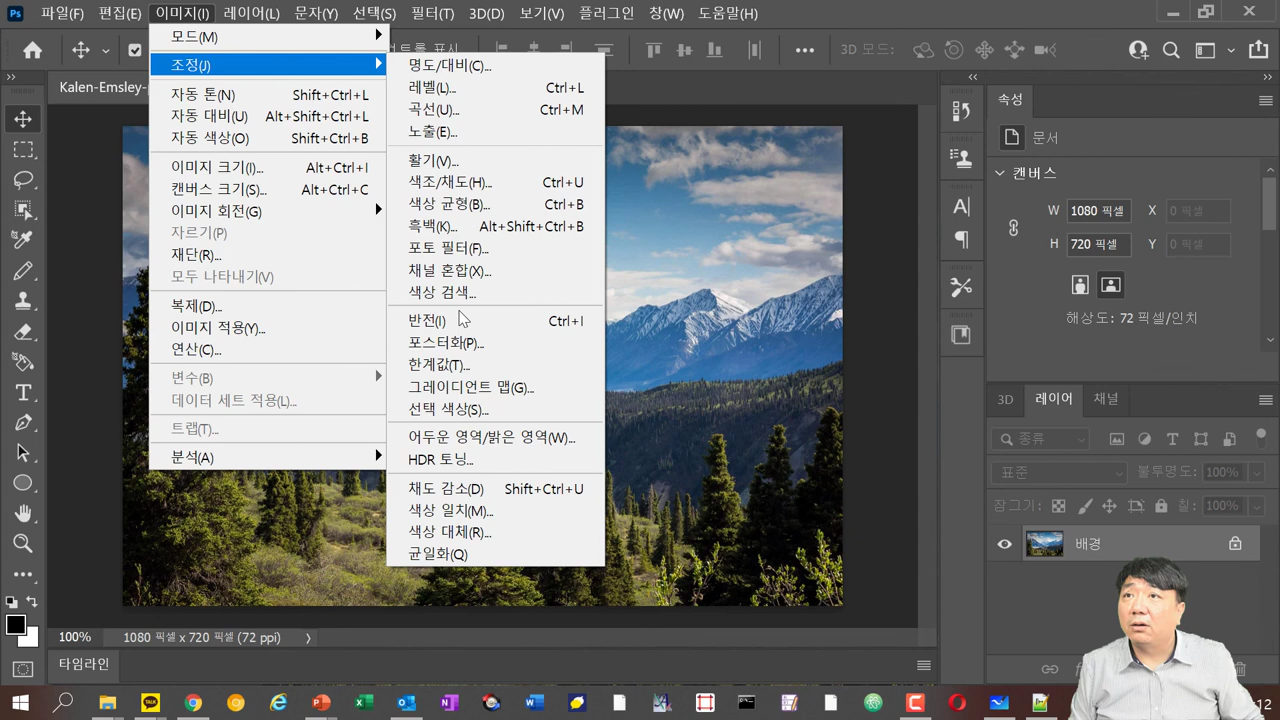 Ps 파일(F) 편집(E) 이미지(I) 레이어(L) 문자(Y) 선택(S) 필터(T) 3D(D) 보기(V) 플러그인 창(W) 도움말(H)
3D 모드:
Kalen-Emsley-
모드(M)
조정(J)
자동 톤(N) Shift+Ctrl+L
자동 대비(U) Alt+Shift+Ctrl+L
자동 색상(O) Shift+Ctrl+B
이미지 크기(I)... Alt+Ctrl+I
캔버스 크기(S)... Alt+Ctrl+C
이미지 회전(G)
자르기(P)
재단(R)...
모두 나타내기(V)
복제(D)...
이미지 적용(Y)...
연산(C)...
변수(B)
데이터 세트 적용(L)...
트랩(T)...
분석(A)
명도/대비(C)...
레벨(L)... Ctrl+L
곡선(U)... Ctrl+M
노출(E)...
활기(V)...
색조/채도(H)... Ctrl+U
색상 균형(B)... Ctrl+B
흑백(K)... Alt+Shift+Ctrl+B
포토 필터(F)...
채널 혼합(X)...
색상 검색...
반전(I) Ctrl+I
포스터화(P)...
한계값(T)...
그레이디언트 맵(G)...
선택 색상(S)...
어두운 영역/밝은 영역(W)...
HDR 토닝...
채도 감소(D) Shift+Ctrl+U
색상 일치(M)...
색상 대체(R)...
균일화(Q)
속성
문서
캔버스
W 1080 픽셀 X 0 픽셀
H 720 픽셀 Y 0 픽셀
해상도: 72 픽셀/인치
3D 레이어 채널
종류
표준 불투명도: 100%
잠그기: 칠: 100%
배경
100% 1080 픽셀 x 720 픽셀 (72 ppi)
타임라인
TALK
12